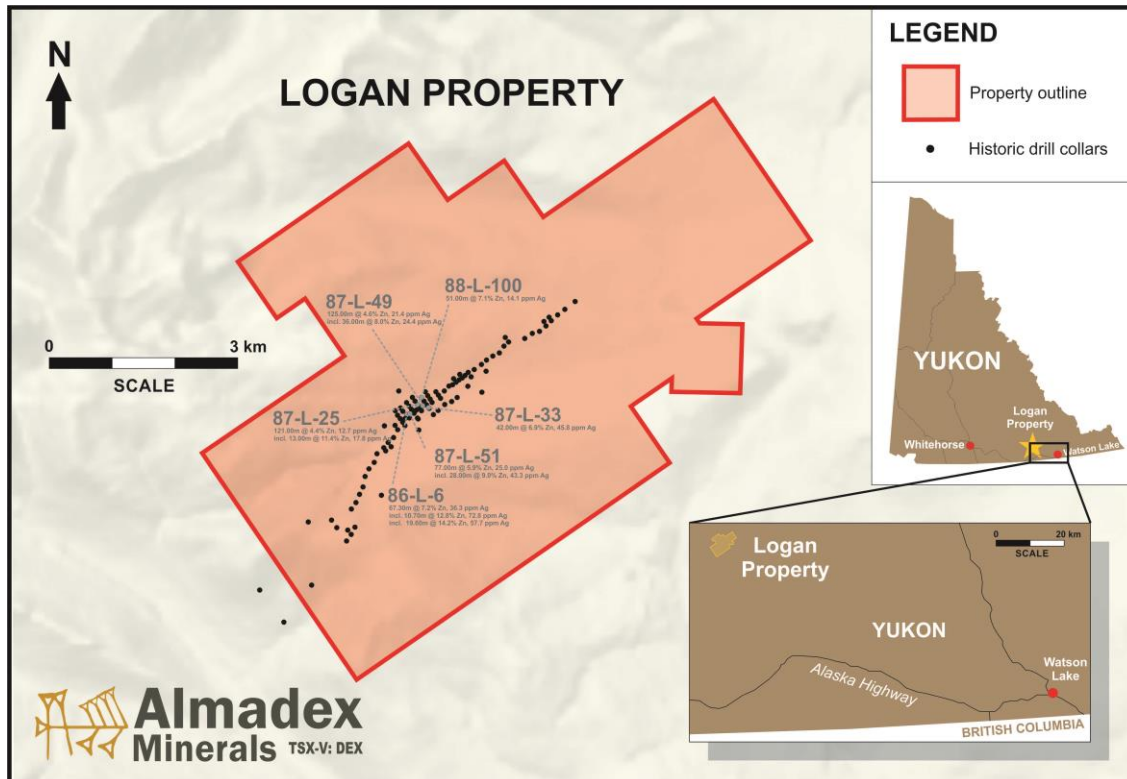 N
LOGAN PROPERTY
88-L-100
51.00m @ 7.1% Zn, 14.1 ppm Ag
87-L-49
125.00m @ 4.6% Zn, 21.4 ppm Ag
incl. 36.00m @ 8.0% Zn, 24.4 ppm Ag
0 3 km
SCALE
87-L-25
121.00m @ 4.4% Zn, 12.7 ppm Ag
incl. 13.00m @ 11.4% Zn, 17.8 ppm Ag
87-L-33
42.00m @ 6.9% Zn, 45.8 ppm Ag
87-L-51
77.00m @ 5.9% Zn, 25.0 ppm Ag
incl. 28.00m @ 9.0% Zn, 43.3 ppm Ag
86-L-6
67.30m @ 7.2% Zn, 36.3 ppm Ag
incl. 10.70m @ 12.8% Zn, 72.8 ppm Ag
incl. 19.60m @ 14.2% Zn, 57.7 ppm Ag
Almadex
Minerals TSX-V: DEX
LEGEND
Property outline
Historic drill collars
YUKON
Logan
Property
Whitehorse
Watson Lake
Logan
Property
0 20 km
SCALE
YUKON
Watson
Lake
Alaska Highway
BRITISH COLUMBIA